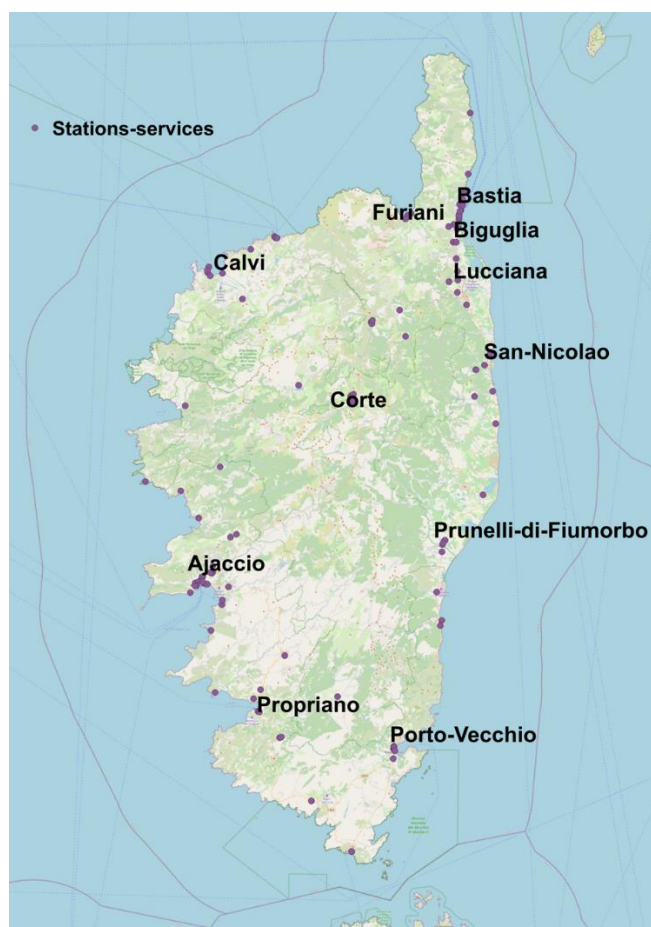 Stations-services
Bastia
Furiani
Biguglia
Calvi
Lucciana
San-Nicolao
Corte
Prunelli-di-Fiumorbo
Ajaccio
Propriano
Porto-Vecchio